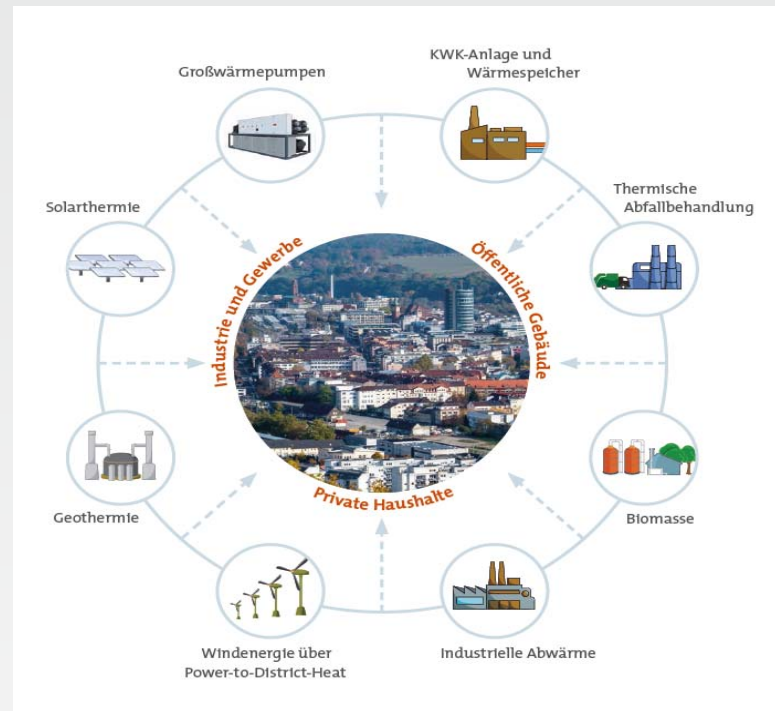 Großwärmepumpen
KWK-Anlage und
Wärmespeicher
Thermische
Abfallbehandlung
Solarthermie
Industrie und Gewerbe
Öffentliche Gebäude
Private Haushalte
Geothermie
Biomasse
Windenergie über
Power-to-District-Heat
Industrielle Abwärme